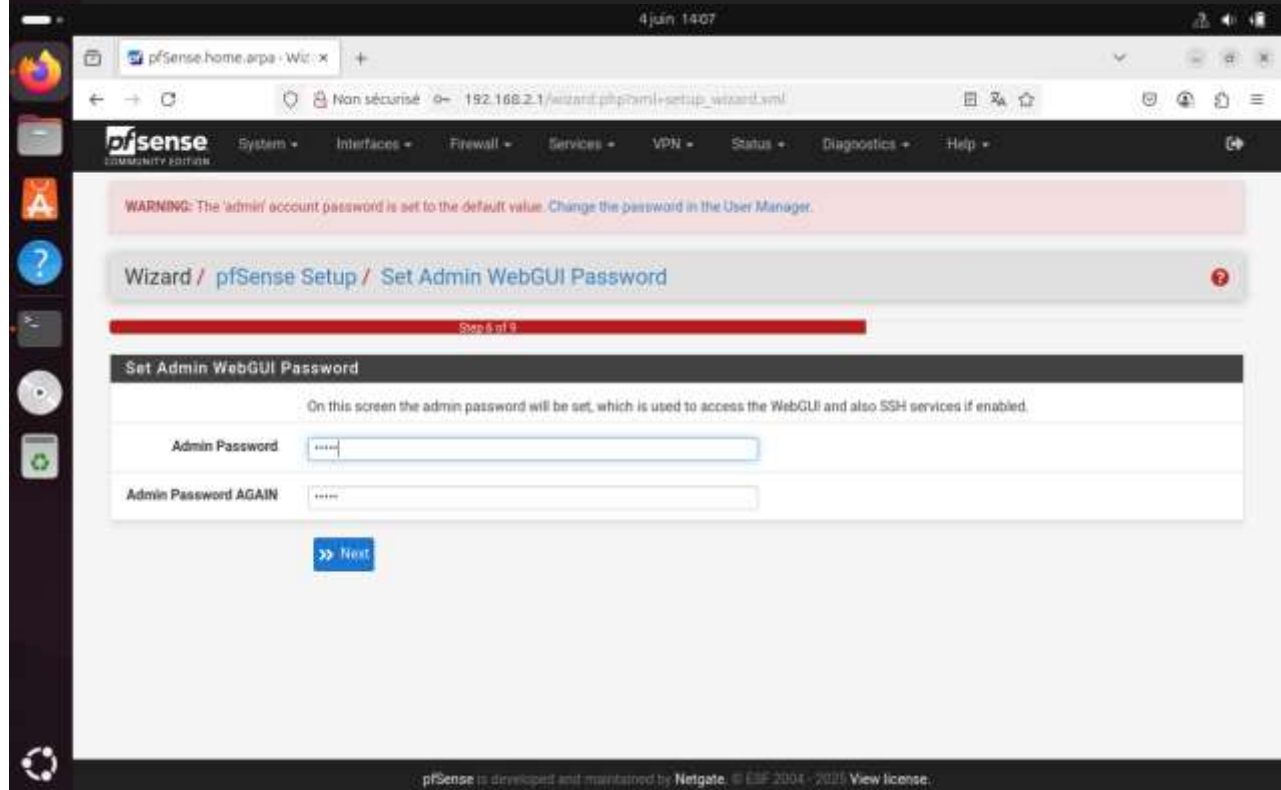 4 juin 14:07
pfSense.home.arpa - Wiz
Non sécurisé 192.168.2.1/wizard.php?xml=setup_wizard.xml
pfsense System Interfaces Firewall Services VPN Status Diagnostics Help
COMMUNITY EDITION
WARNING: The 'admin' account password is set to the default value. Change the password in the User Manager.
Wizard / pfSense Setup / Set Admin WebGUI Password
Step 6 of 9
Set Admin WebGUI Password
On this screen the admin password will be set, which is used to access the WebGUI and also SSH services if enabled.
Admin Password •••••
Admin Password AGAIN •••••
Next
pfSense is developed and maintained by Netgate. © ESF 2004 - 2025 View license.